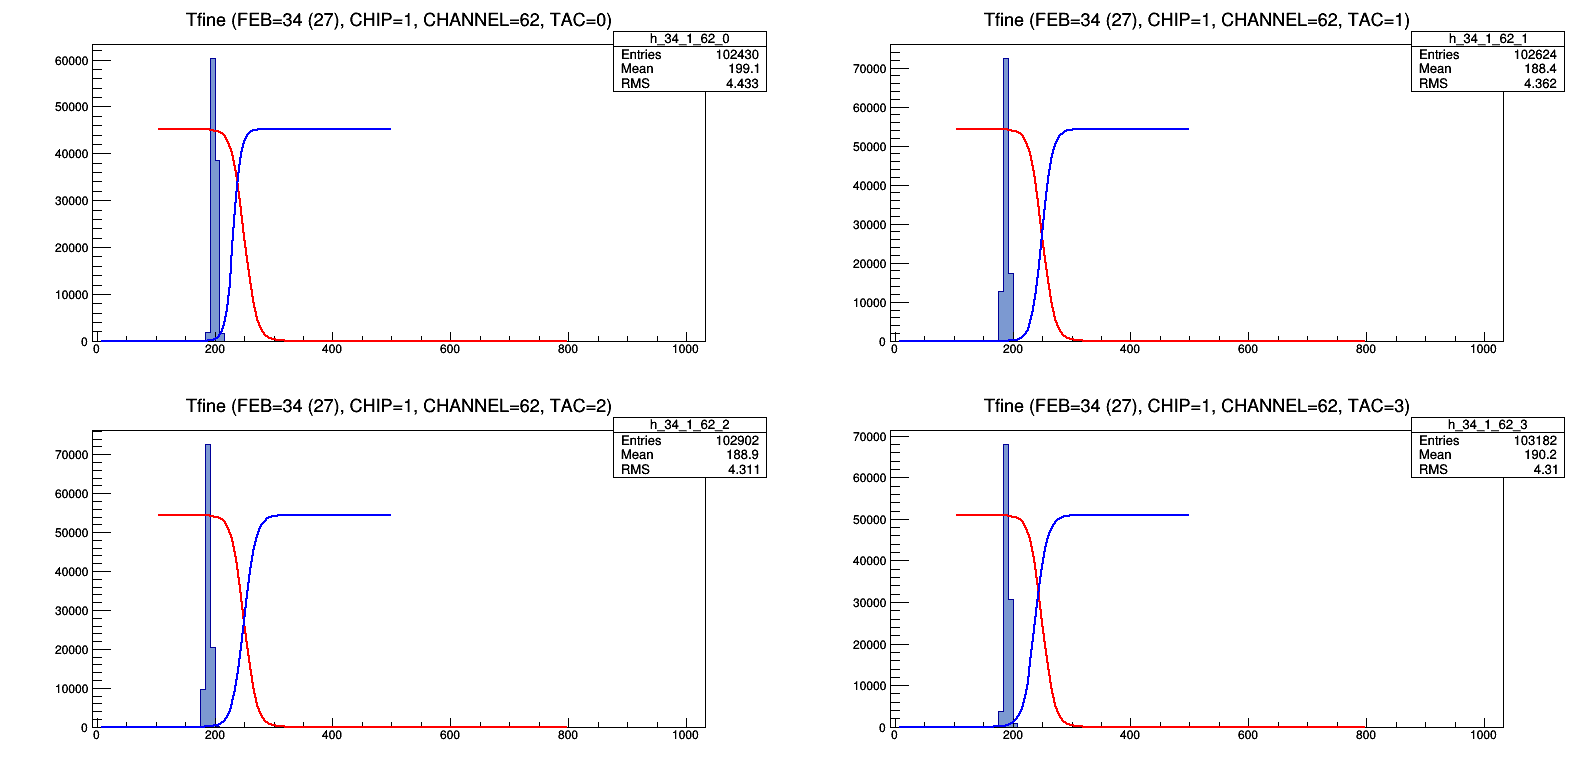 Tfine (FEB=34 (27), CHIP=1, CHANNEL=62, TAC=0)
h_34_1_62_0
Entries 102430
Mean 199.1
RMS 4.433
60000
50000
40000
30000
20000
10000
0
0 200 400 600 800 1000
Tfine (FEB=34 (27), CHIP=1, CHANNEL=62, TAC=1)
h_34_1_62_1
Entries 102624
Mean 188.4
RMS 4.362
70000
60000
50000
40000
30000
20000
10000
0
0 200 400 600 800 1000
Tfine (FEB=34 (27), CHIP=1, CHANNEL=62, TAC=2)
h_34_1_62_2
Entries 102902
Mean 188.9
RMS 4.311
70000
60000
50000
40000
30000
20000
10000
0
0 200 400 600 800 1000
Tfine (FEB=34 (27), CHIP=1, CHANNEL=62, TAC=3)
h_34_1_62_3
Entries 103182
Mean 190.2
RMS 4.31
70000
60000
50000
40000
30000
20000
10000
0
0 200 400 600 800 1000